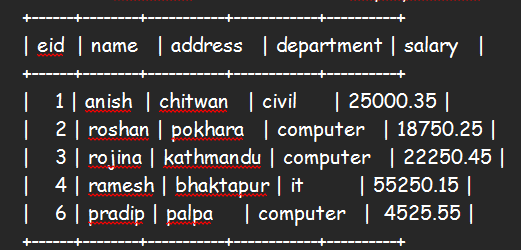 +------+--------+-----------+------------+----------+
| eid | name | address | department | salary |
+------+--------+-----------+------------+----------+
| 1 | anish | chitwan | civil | 25000.35 |
| 2 | roshan | pokhara | computer | 18750.25 |
| 3 | rojina | kathmandu | computer | 22250.45 |
| 4 | ramesh | bhaktapur | it | 55250.15 |
| 6 | pradip | palpa | computer | 4525.55 |
+------+--------+-----------+------------+----------+